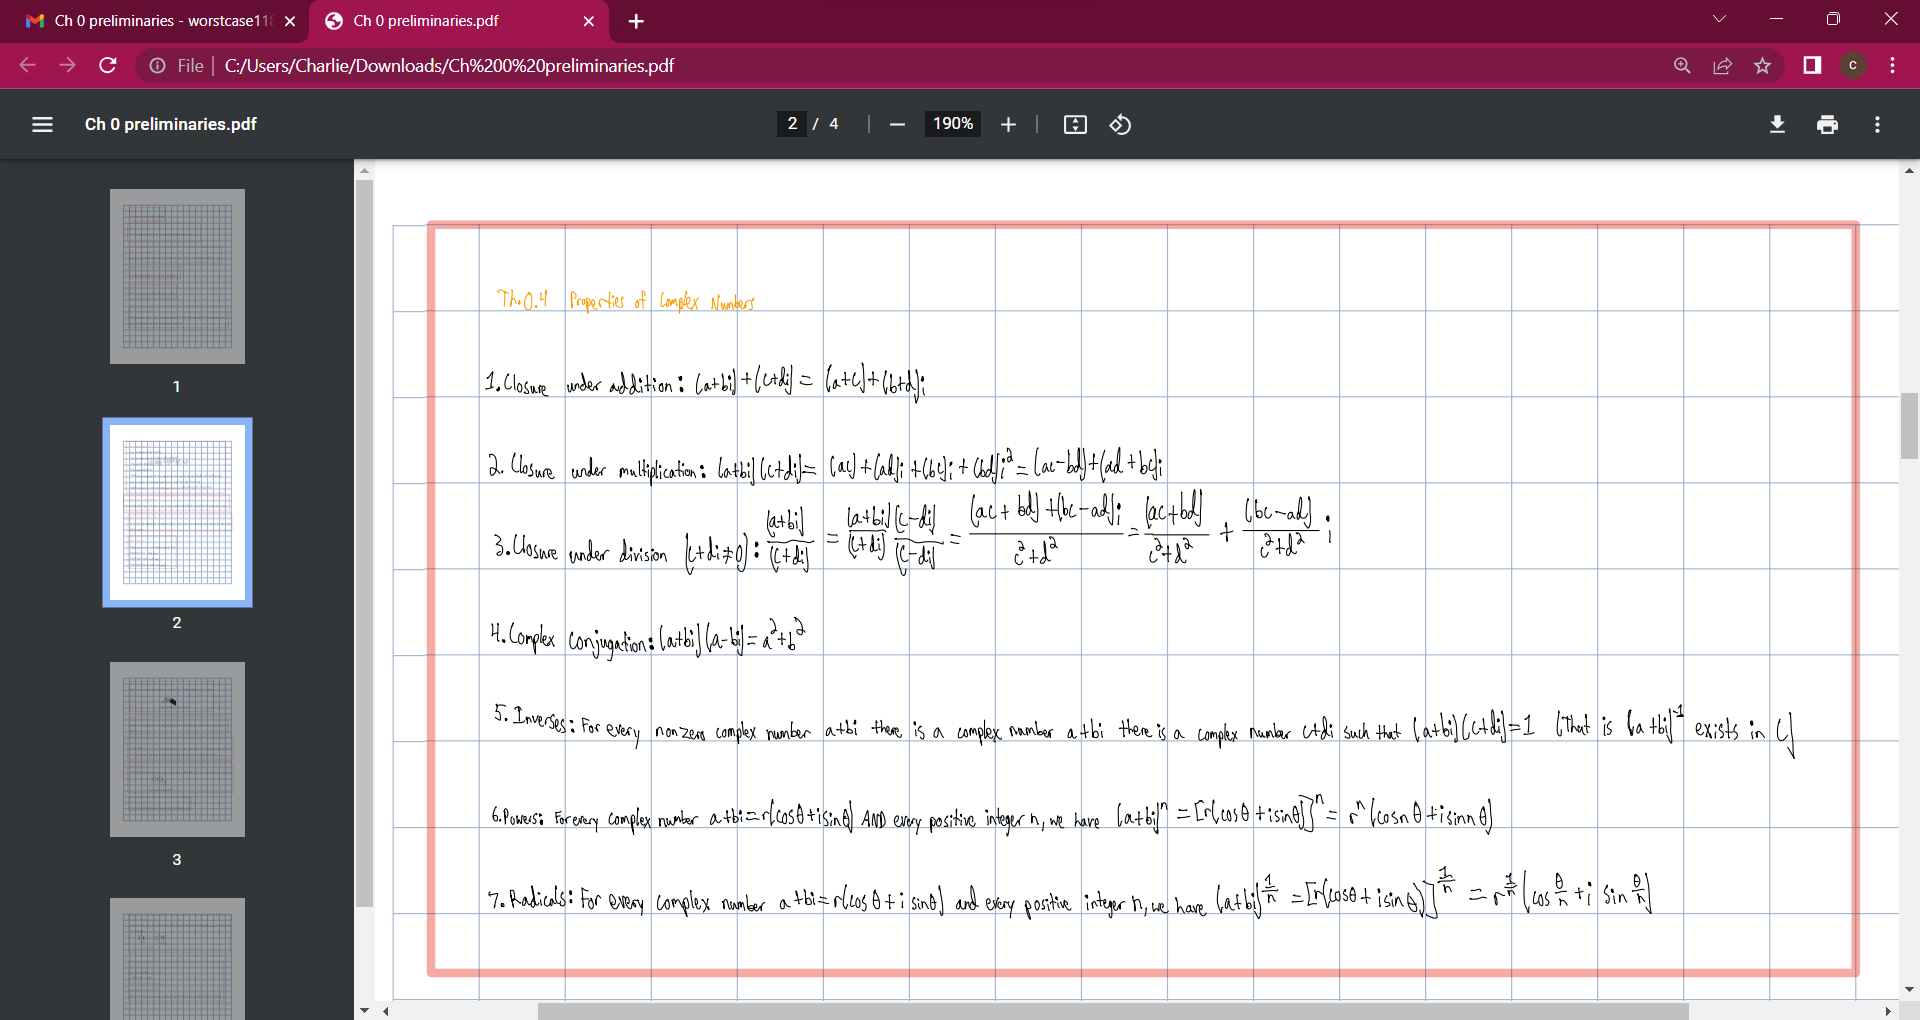 Ch 0 preliminaries - worstcase118
Ch 0 preliminaries.pdf
File | C:/Users/Charlie/Downloads/Ch%200%20preliminaries.pdf
C
Ch 0 preliminaries.pdf
2 / 4
190%
1
2
3
Th.0.4 Properties of Complex Numbers
1. Closure under addition: (a+bi)+(c+di) = (a+c)+(b+d)i
2. Closure under multiplication: (a+bi)(c+di) = (ac)+(ad)i+(bc)i+(bd)i² = (ac-bd)+(ad+bc)i
3. Closure under division (c+di≠0): (a+bi)/(c+di) = (a+bi)/(c+di) (c-di)/(c-di) = ((ac+bd)+(bc-ad)i)/(c²+d²) = (ac+bd)/(c²+d²) + (bc-ad)/(c²+d²) i
4. Complex Conjugation: (a+bi)(a-bi) = a²+b²
5. Inverses: For every nonzero complex number a+bi there is a complex number a+bi there is a complex number c+di such that (a+bi)(c+di)=1 (That is (a+bi)⁻¹ exists in C)
6. Powers: For every complex number a+bi=r(cosθ+isinθ) AND every positive integer n, we have (a+bi)ⁿ = [r(cosθ+isinθ)]ⁿ = rⁿ(cosnθ+isinnθ)
7. Radicals: For every complex number a+bi=r(cosθ+i sinθ) and every positive integer n, we have (a+bi)^(1/n) = [r(cosθ+isinθ)]^(1/n) = r^(1/n)(cos θ/n + i sin θ/n)